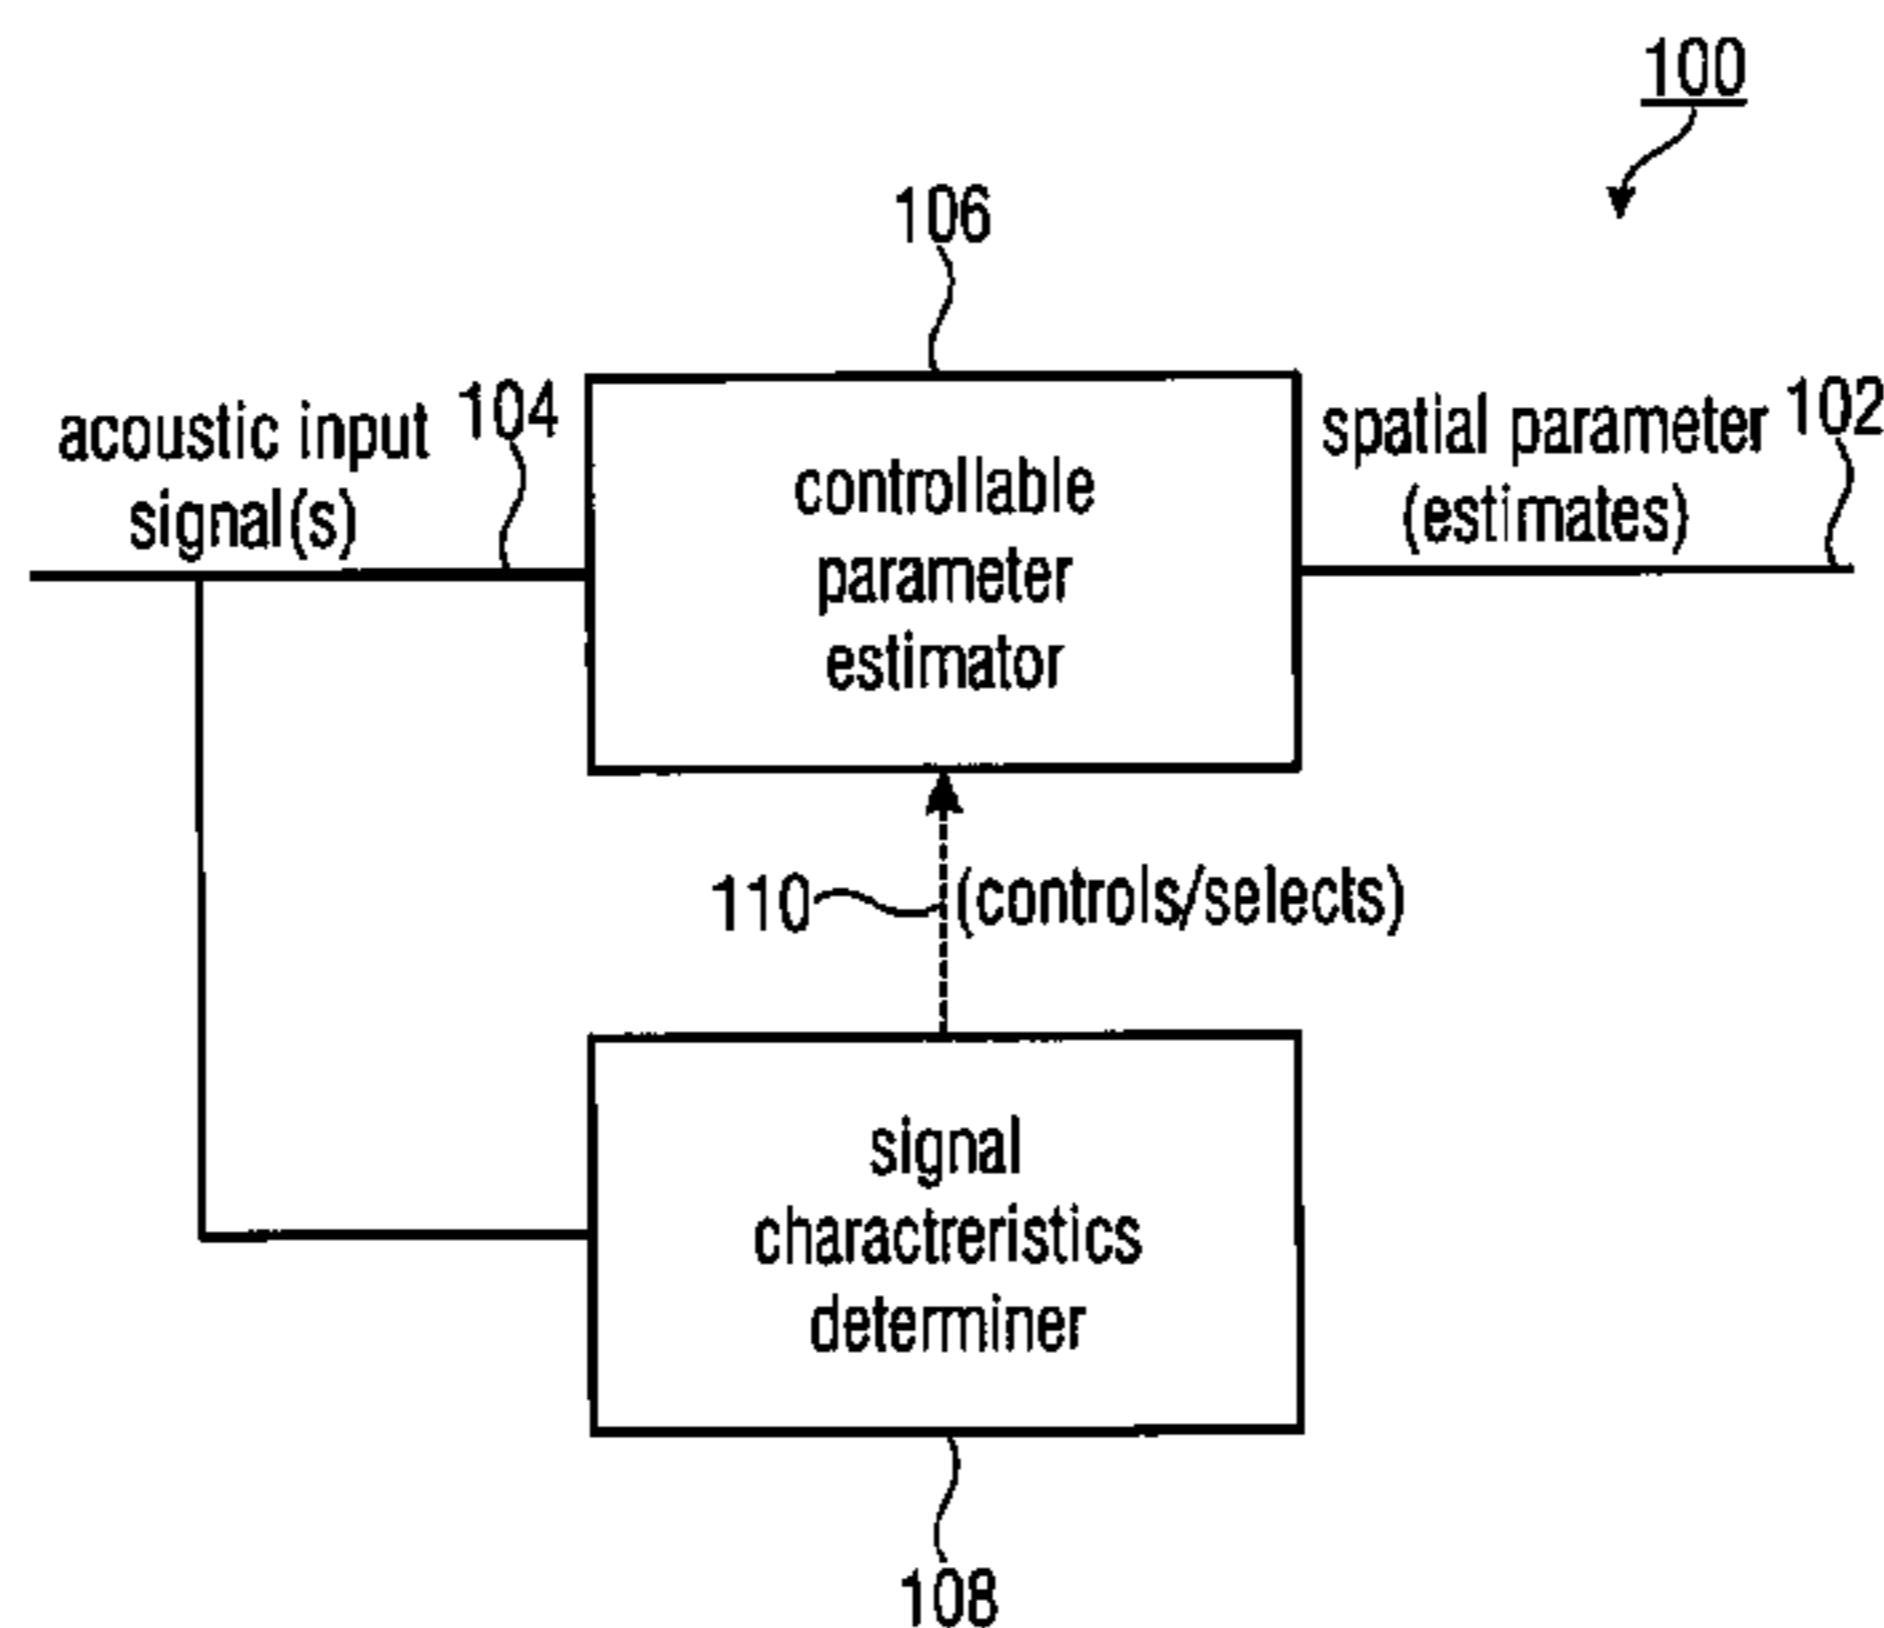 100
106
acoustic input
signal(s)
104
controllable
parameter
estimator
spatial parameter
(estimates)
102
110
(controls/selects)
signal
charactreristics
determiner
108